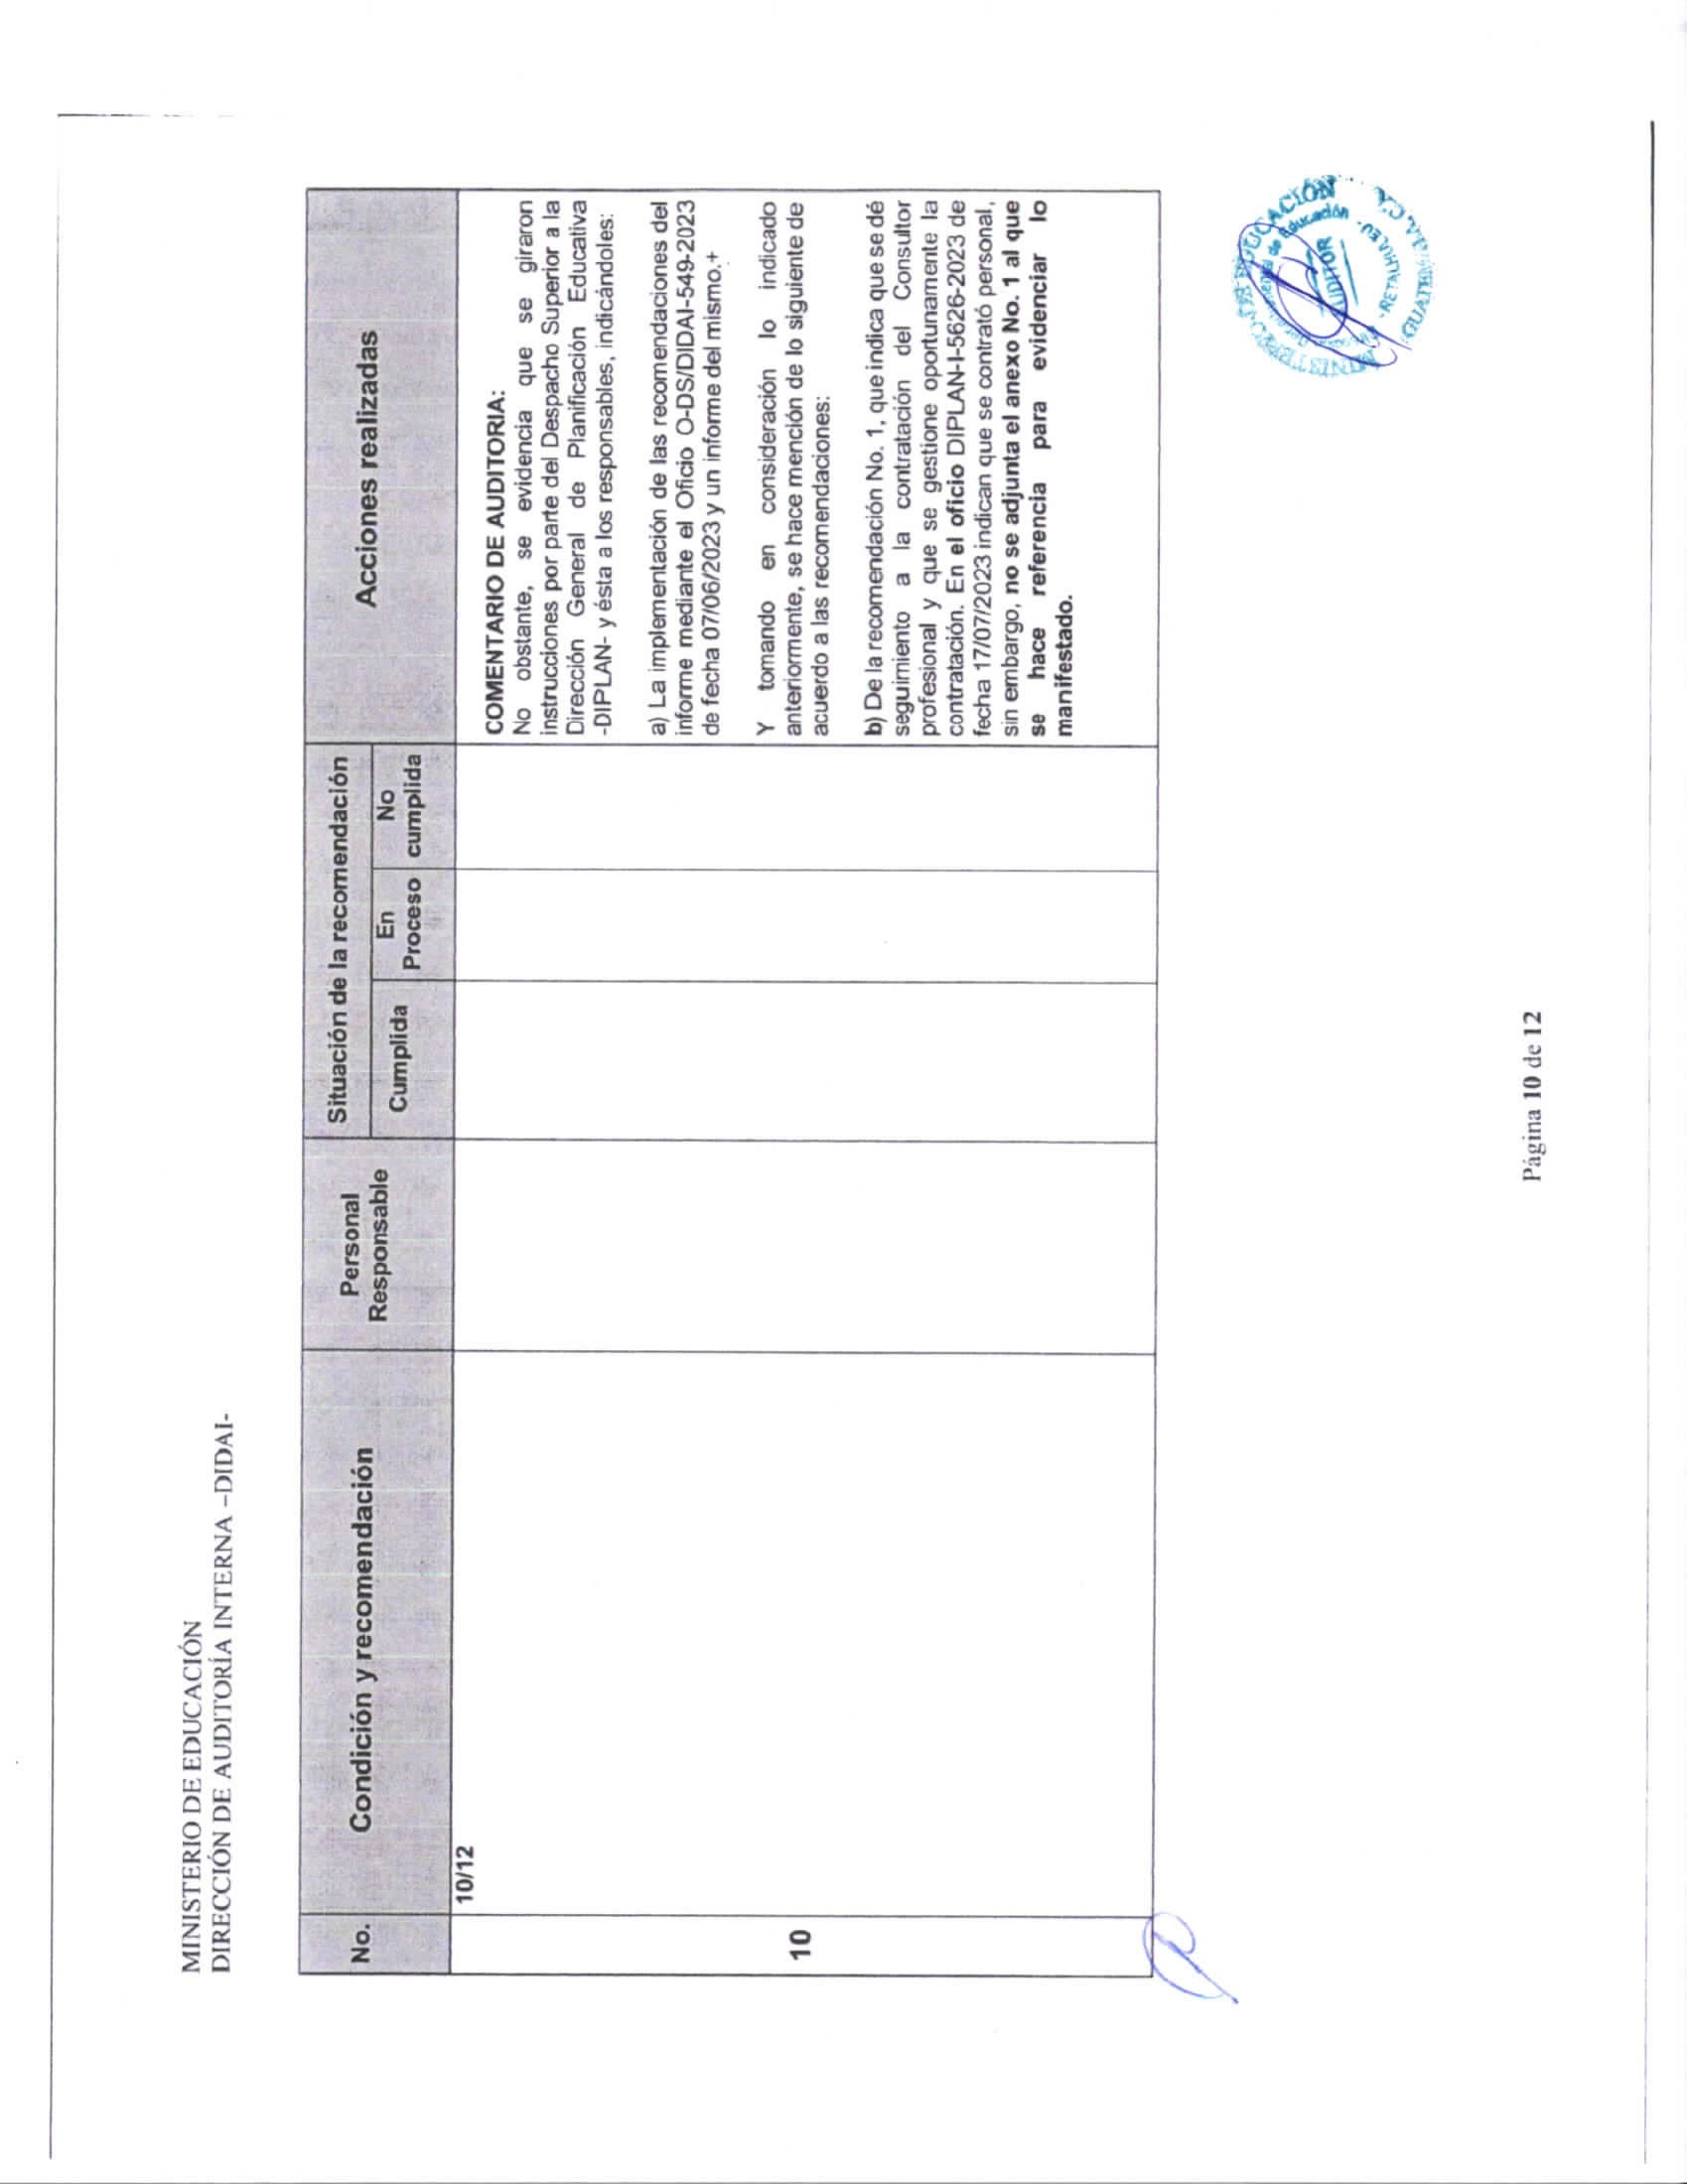 MINISTERIO DE EDUCACIÓN
DIRECCIÓN DE AUDITORÍA INTERNA –DIDAI-
No.
Condición y recomendación
Personal
Responsable
Situación de la recomendación
Cumplida
En
Proceso
No
cumplida
Acciones realizadas
10
10/12
COMENTARIO DE AUDITORIA:
No obstante, se evidencia que se giraron
instrucciones por parte del Despacho Superior a la
Dirección General de Planificación Educativa
-DIPLAN- y ésta a los responsables, indicándoles:
a) La implementación de las recomendaciones del
informe mediante el Oficio O-DS/DIDAI-549-2023
de fecha 07/06/2023 y un informe del mismo.+
Y tomando en consideración lo indicado
anteriormente, se hace mención de lo siguiente de
acuerdo a las recomendaciones:
b) De la recomendación No. 1, que indica que se dé
seguimiento a la contratación del Consultor
profesional y que se gestione oportunamente la
contratación. En el oficio DIPLAN-I-5626-2023 de
fecha 17/07/2023 indican que se contrató personal,
sin embargo, no se adjunta el anexo No. 1 al que
se hace referencia para evidenciar lo
manifestado.
MINISTERIO DE EDUCACIÓN
de Educación
AUDITOR
RETALHULEU
GUATEMALA, C.A.
Página 10 de 12